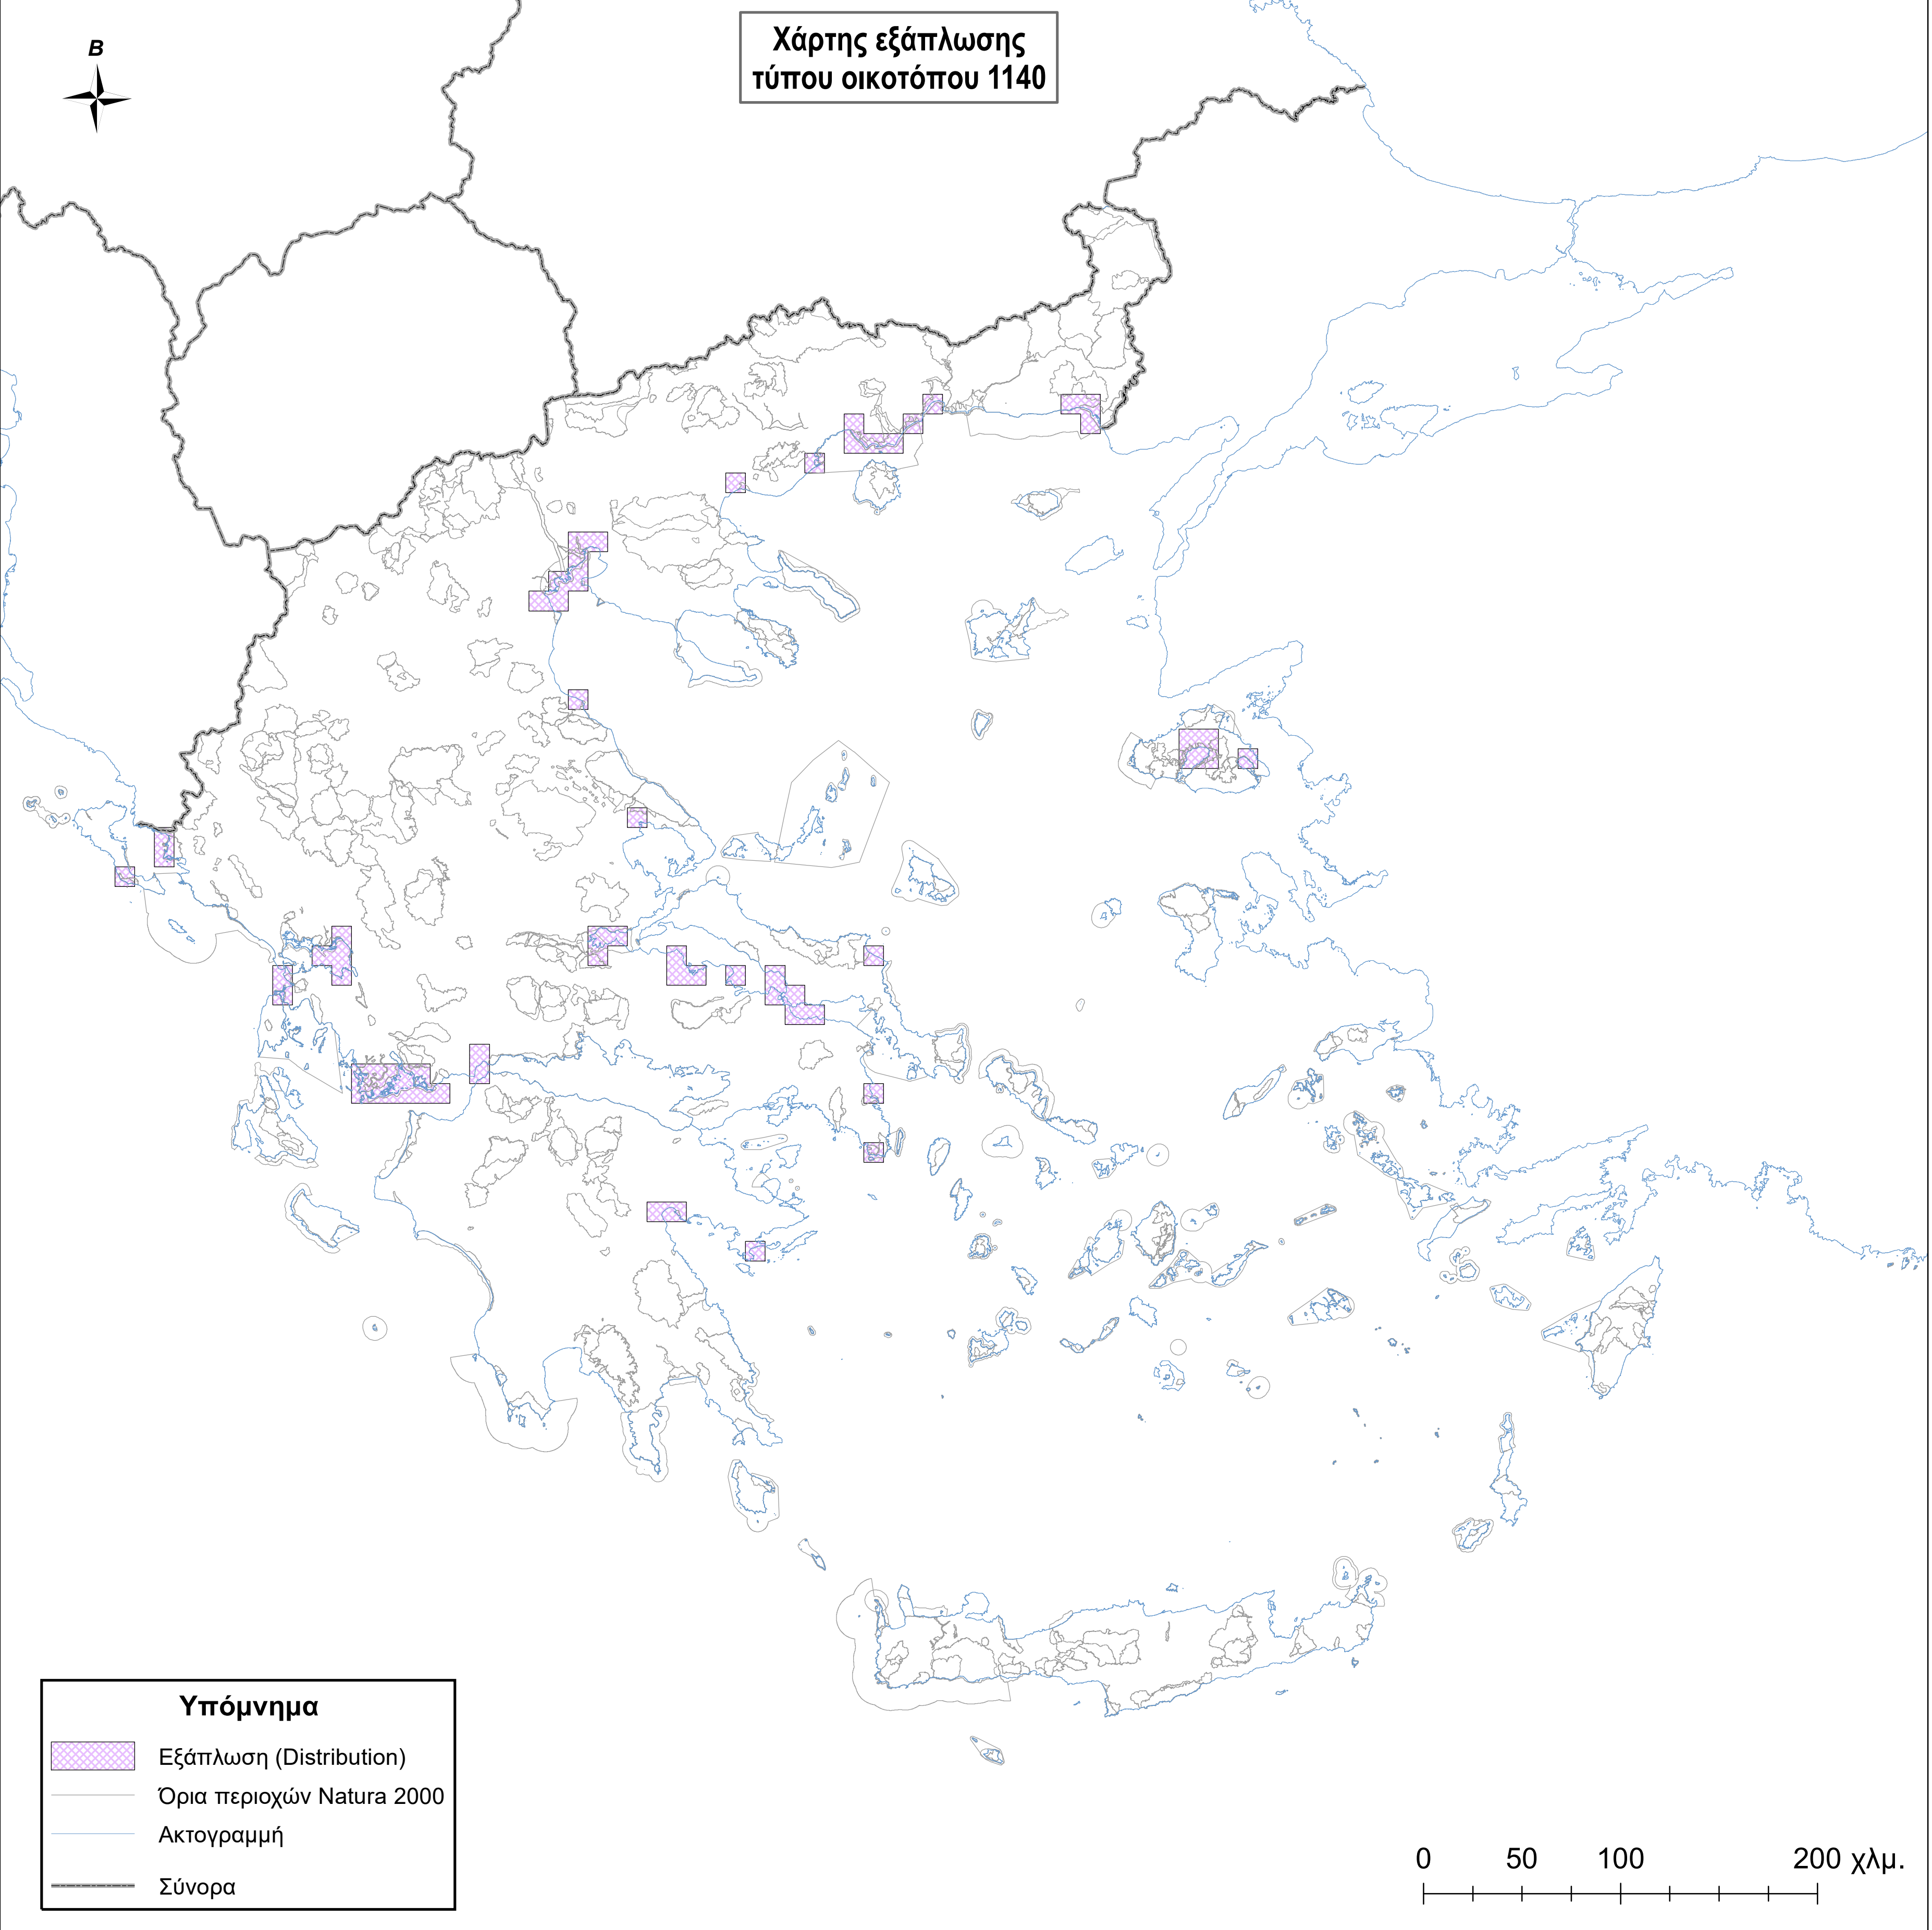 Χάρτης εξάπλωσης
τύπου οικοτόπου 1140
Β
Υπόμνημα
Εξάπλωση (Distribution)
Όρια περιοχών Natura 2000
Ακτογραμμή
Σύνορα
0 50 100 200 χλμ.